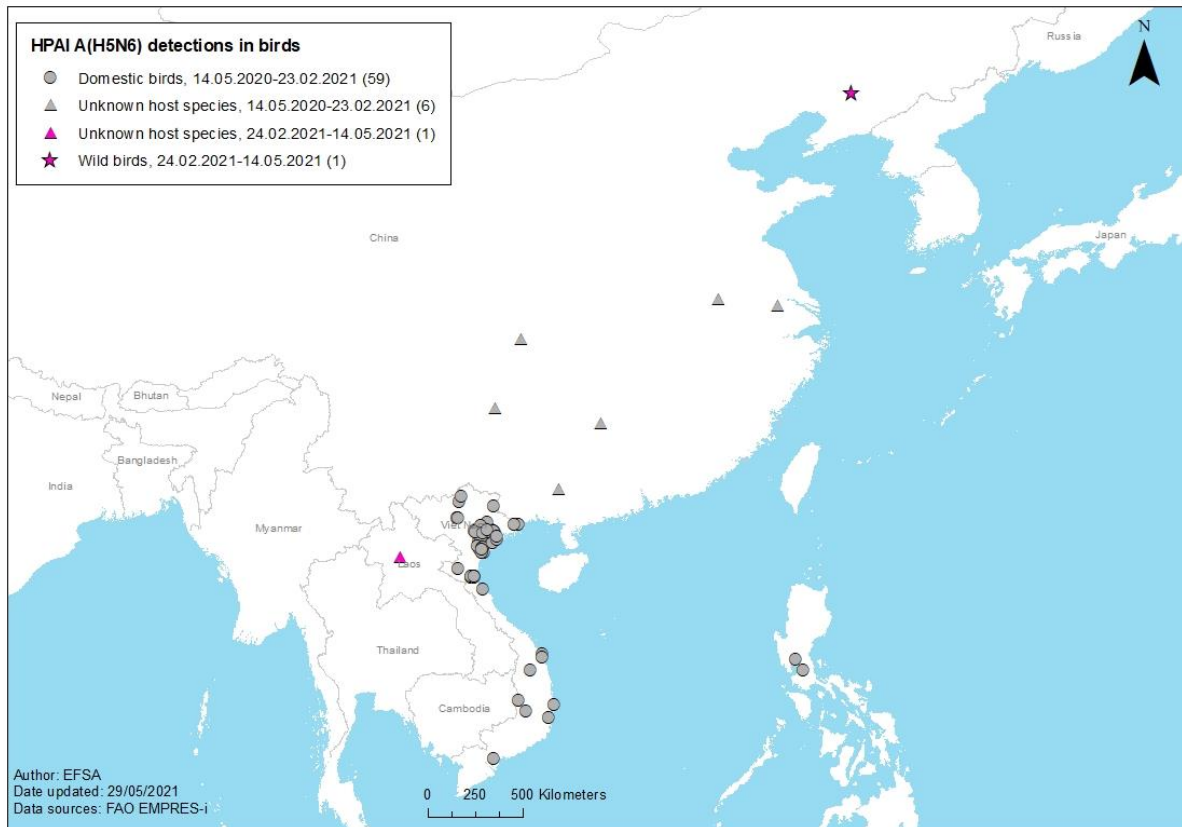 HPAI A(H5N6) detections in birds
Domestic birds, 14.05.2020-23.02.2021 (59)
Unknown host species, 14.05.2020-23.02.2021 (6)
Unknown host species, 24.02.2021-14.05.2021 (1)
Wild birds, 24.02.2021-14.05.2021 (1)
N
Russia
China
Japan
Nepal
Bhutan
Bangladesh
India
Myanmar
Viet Nam
Laos
Thailand
Cambodia
Author: EFSA
Date updated: 29/05/2021
Data sources: FAO EMPRES-i
0 250 500 Kilometers